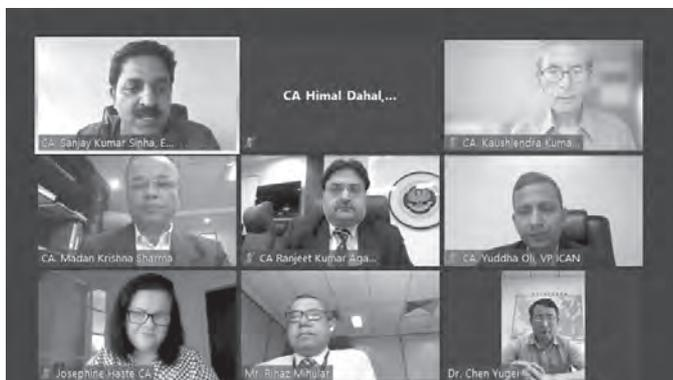 CA. Sanjay Kumar Sinha, E...
CA Himal Dahal,...
CA. Kaushlendra Kuma...
CA. Madan Krishna Sharma
CA Ranjeet Kumar Aga...
CA. Yuddha Oli, VP ICAN
Josephine Haste CA
Mr. Rihaz Mihular
Dr. Chen Yugei